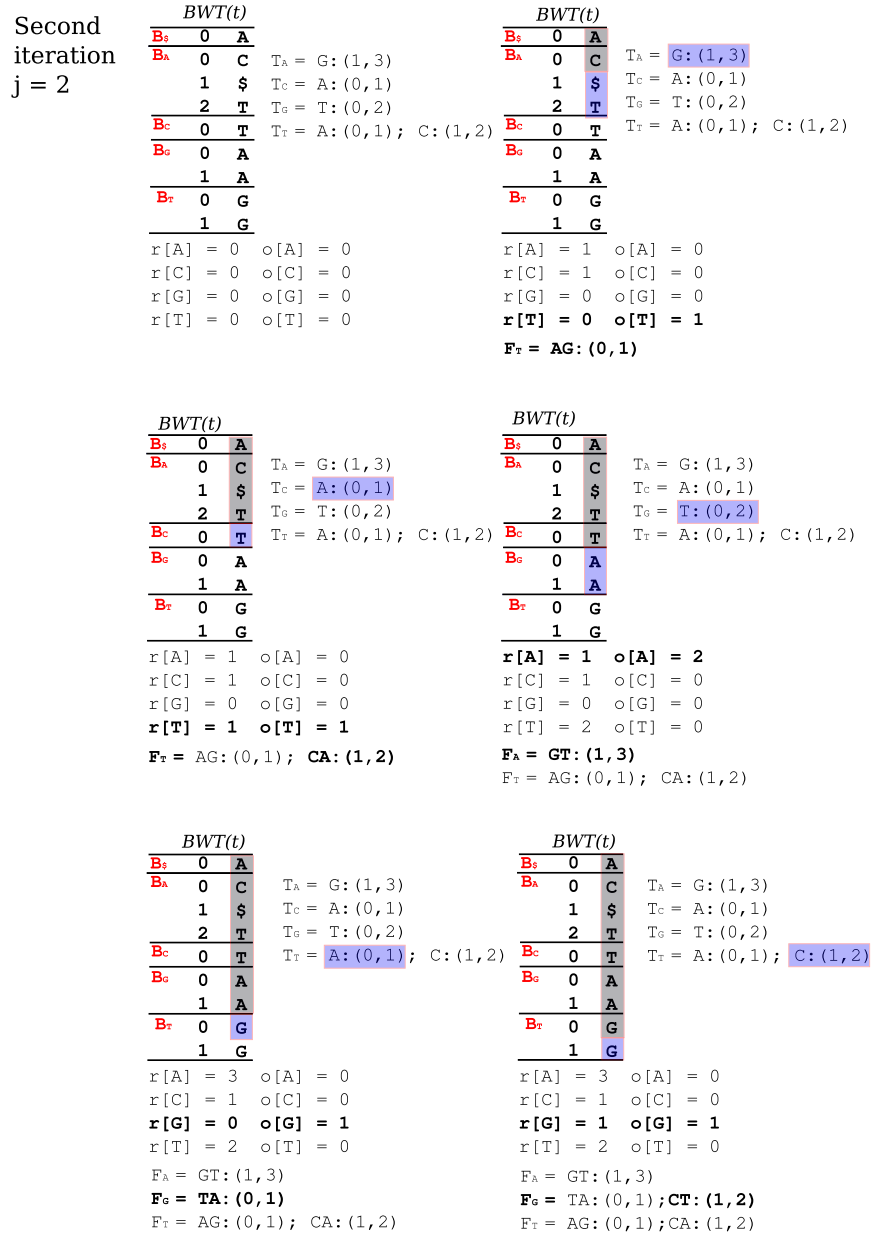 Second
iteration
j = 2
BWT(t)
B$ 0 A
BA 0 C
1 $
2 T
BC 0 T
BG 0 A
1 A
BT 0 G
1 G
TA = G:(1,3)
TC = A:(0,1)
TG = T:(0,2)
TT = A:(0,1); C:(1,2)
r[A] = 0 o[A] = 0
r[C] = 0 o[C] = 0
r[G] = 0 o[G] = 0
r[T] = 0 o[T] = 0
BWT(t)
B$ 0 A
BA 0 C
1 $
2 T
BC 0 T
BG 0 A
1 A
BT 0 G
1 G
TA = G:(1,3)
TC = A:(0,1)
TG = T:(0,2)
TT = A:(0,1); C:(1,2)
r[A] = 1 o[A] = 0
r[C] = 1 o[C] = 0
r[G] = 0 o[G] = 0
r[T] = 0 o[T] = 1
FT = AG:(0,1)
BWT(t)
B$ 0 A
BA 0 C
1 $
2 T
BC 0 T
BG 0 A
1 A
BT 0 G
1 G
TA = G:(1,3)
TC = A:(0,1)
TG = T:(0,2)
TT = A:(0,1); C:(1,2)
r[A] = 1 o[A] = 0
r[C] = 1 o[C] = 0
r[G] = 0 o[G] = 0
r[T] = 1 o[T] = 1
FT = AG:(0,1); CA:(1,2)
BWT(t)
B$ 0 A
BA 0 C
1 $
2 T
BC 0 T
BG 0 A
1 A
BT 0 G
1 G
TA = G:(1,3)
TC = A:(0,1)
TG = T:(0,2)
TT = A:(0,1); C:(1,2)
r[A] = 1 o[A] = 2
r[C] = 1 o[C] = 0
r[G] = 0 o[G] = 0
r[T] = 2 o[T] = 0
FA = GT:(1,3)
FT = AG:(0,1); CA:(1,2)
BWT(t)
B$ 0 A
BA 0 C
1 $
2 T
BC 0 T
BG 0 A
1 A
BT 0 G
1 G
TA = G:(1,3)
TC = A:(0,1)
TG = T:(0,2)
TT = A:(0,1); C:(1,2)
r[A] = 3 o[A] = 0
r[C] = 1 o[C] = 0
r[G] = 0 o[G] = 1
r[T] = 2 o[T] = 0
FA = GT:(1,3)
FG = TA:(0,1)
FT = AG:(0,1); CA:(1,2)
BWT(t)
B$ 0 A
BA 0 C
1 $
2 T
BC 0 T
BG 0 A
1 A
BT 0 G
1 G
TA = G:(1,3)
TC = A:(0,1)
TG = T:(0,2)
TT = A:(0,1); C:(1,2)
r[A] = 3 o[A] = 0
r[C] = 1 o[C] = 0
r[G] = 1 o[G] = 1
r[T] = 2 o[T] = 0
FA = GT:(1,3)
FG = TA:(0,1);CT:(1,2)
FT = AG:(0,1);CA:(1,2)